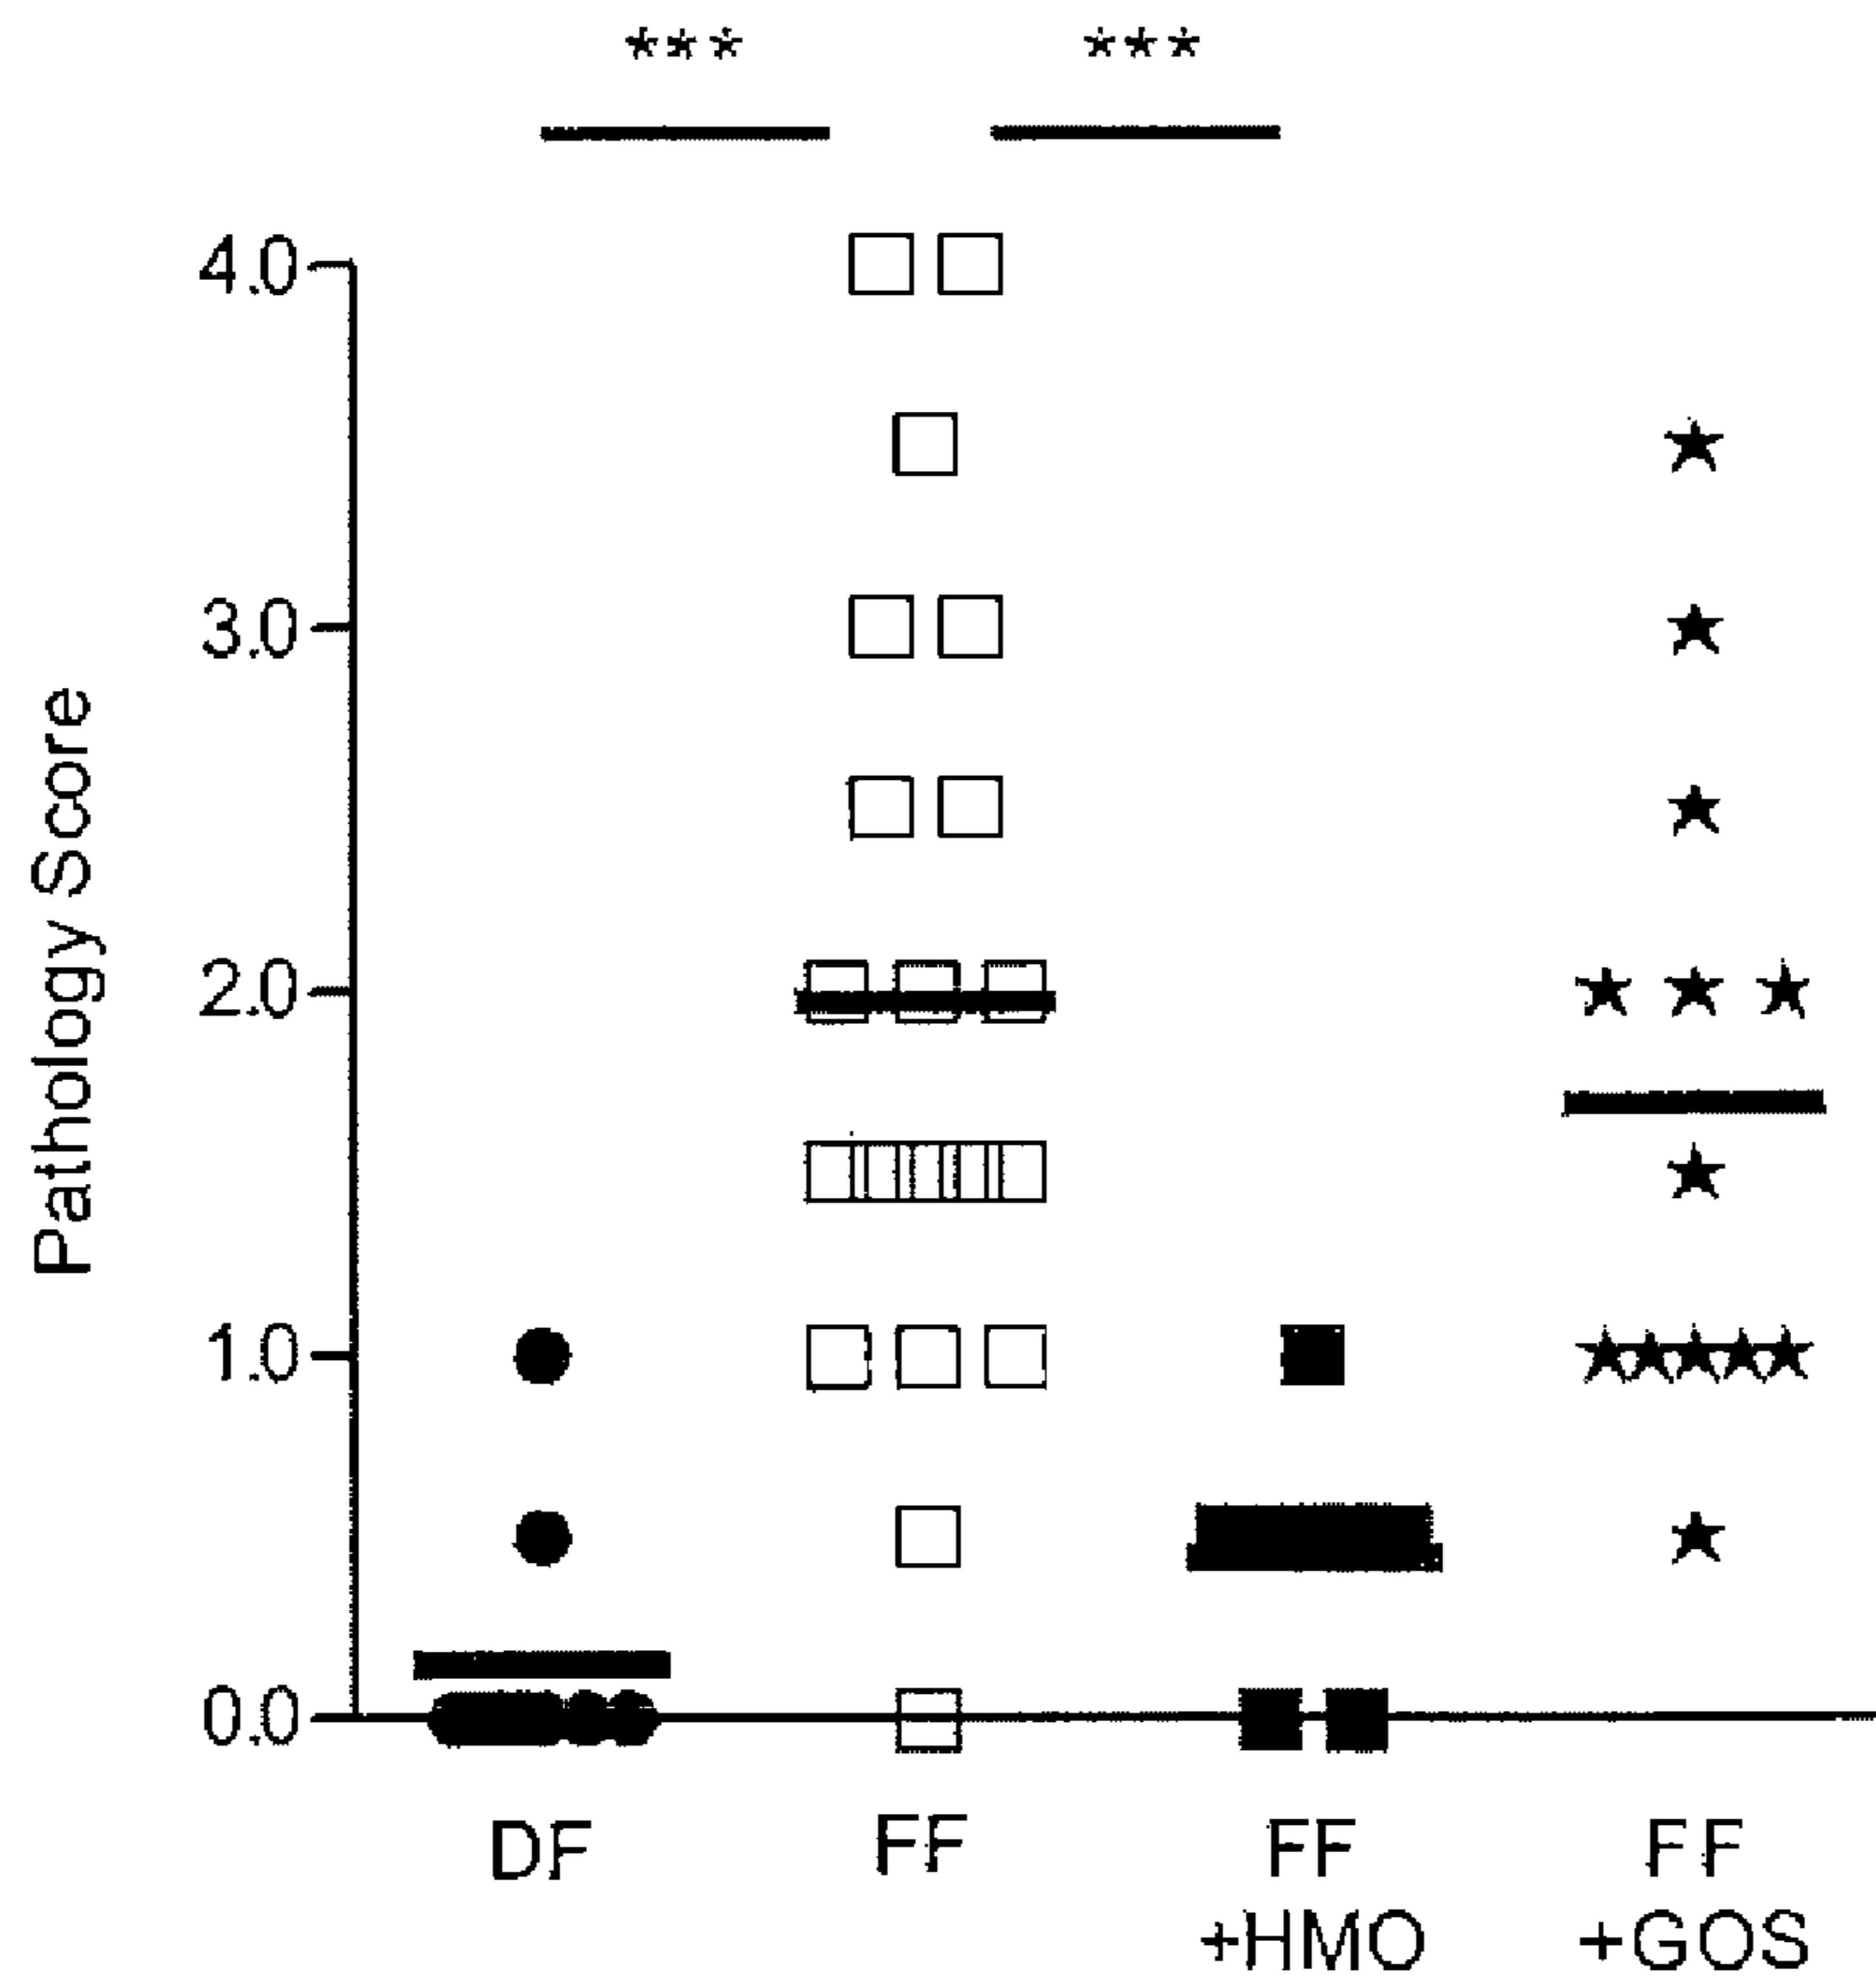 *** ***
4.0
3.0
2.0
1.0
0.0
Pathology Score
DF FF FF FF
+HMO +GOS